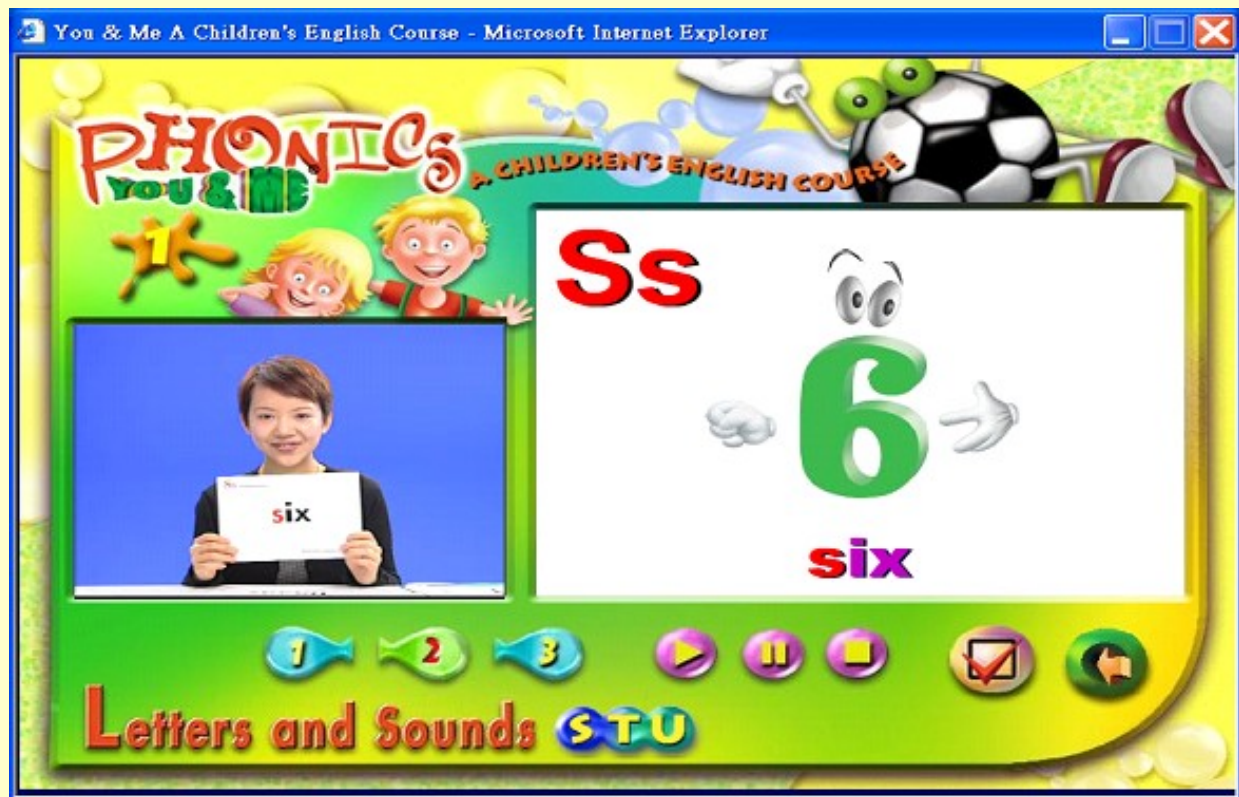 You & Me A Children's English Course - Microsoft Internet Explorer
PHONICS
YOU & ME
A CHILDREN'S ENGLISH COURSE
1
Ss
6
six
Ss
six
1 2 3
Letters and Sounds S T U